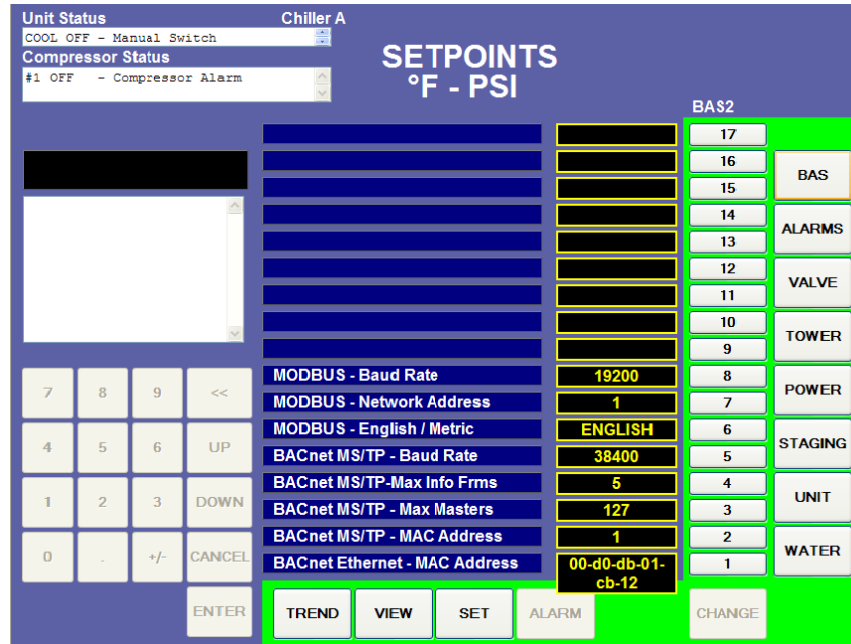 Unit Status
Chiller A
COOL OFF - Manual Switch
Compressor Status
#1 OFF   - Compressor Alarm
SETPOINTS
°F - PSI
BAS2
17
16
15
14
13
12
11
10
9
MODBUS - Baud Rate 19200 8
MODBUS - Network Address 1 7
MODBUS - English / Metric ENGLISH 6
BACnet MS/TP - Baud Rate 38400 5
BACnet MS/TP-Max Info Frms 5 4
BACnet MS/TP - Max Masters 127 3
BACnet MS/TP - MAC Address 1 2
BACnet Ethernet - MAC Address 00-d0-db-01- 1
cb-12
BAS
ALARMS
VALVE
TOWER
POWER
STAGING
UNIT
WATER
7 8 9 <<
4 5 6 UP
1 2 3 DOWN
0 . +/- CANCEL
ENTER
TREND VIEW SET ALARM CHANGE